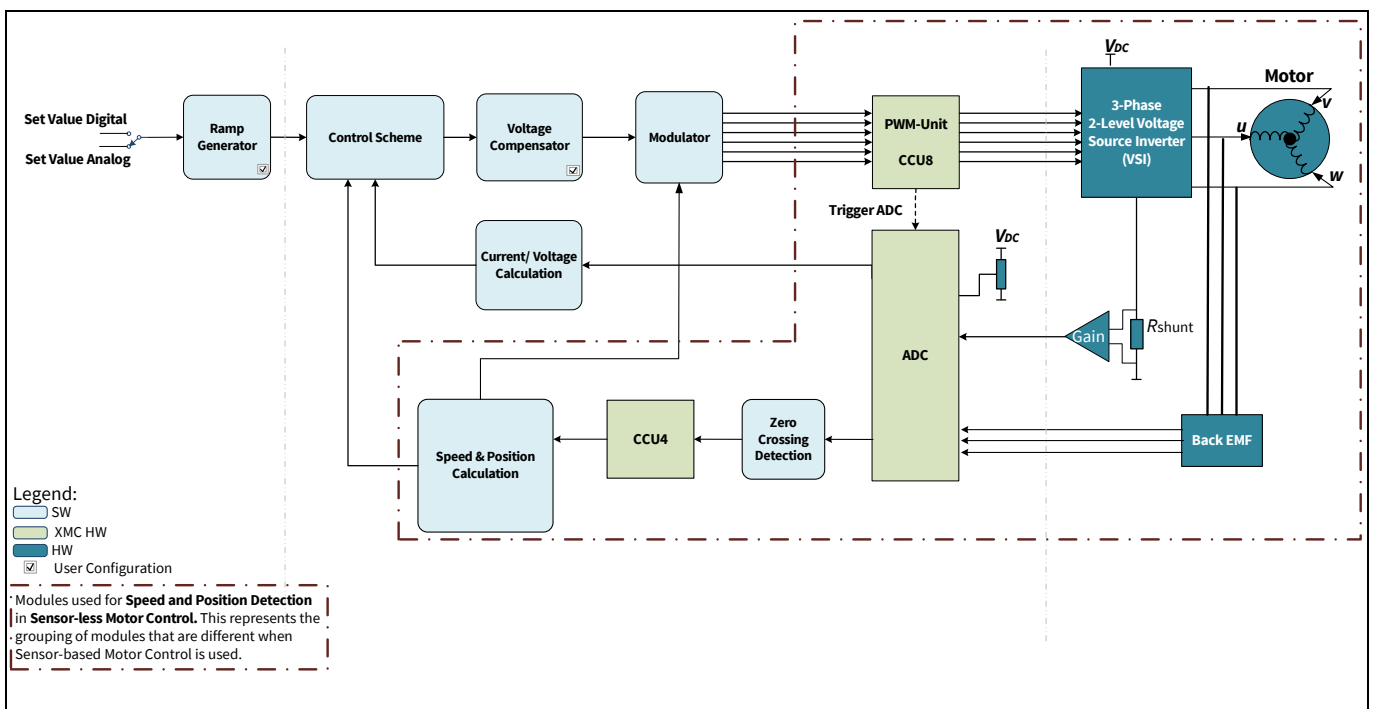 Set Value Digital
Set Value Analog
Ramp
Generator
Control Scheme
Voltage
Compensator
Modulator
PWM-Unit
CCU8
Trigger ADC
VDC
3-Phase
2-Level Voltage
Source Inverter
(VSI)
Motor
u
v
w
Current/ Voltage
Calculation
VDC
ADC
Gain
Rshunt
Speed & Position
Calculation
CCU4
Zero
Crossing
Detection
Back EMF
Legend:
SW
XMC HW
HW
User Configuration
Modules used for Speed and Position Detection
in Sensor-less Motor Control. This represents the
grouping of modules that are different when
Sensor-based Motor Control is used.